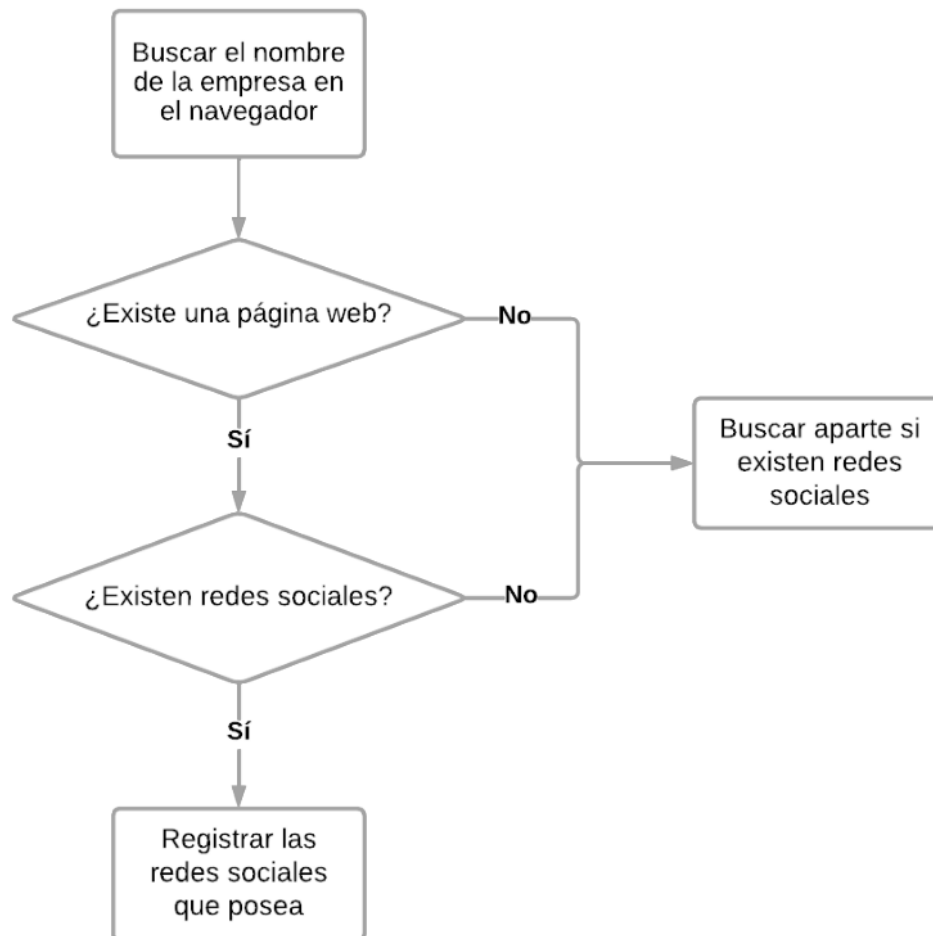 Buscar el nombre
de la empresa en
el navegador
¿Existe una página web?
No
Sí
Buscar aparte si
existen redes
sociales
¿Existen redes sociales?
No
Sí
Registrar las
redes sociales
que posea